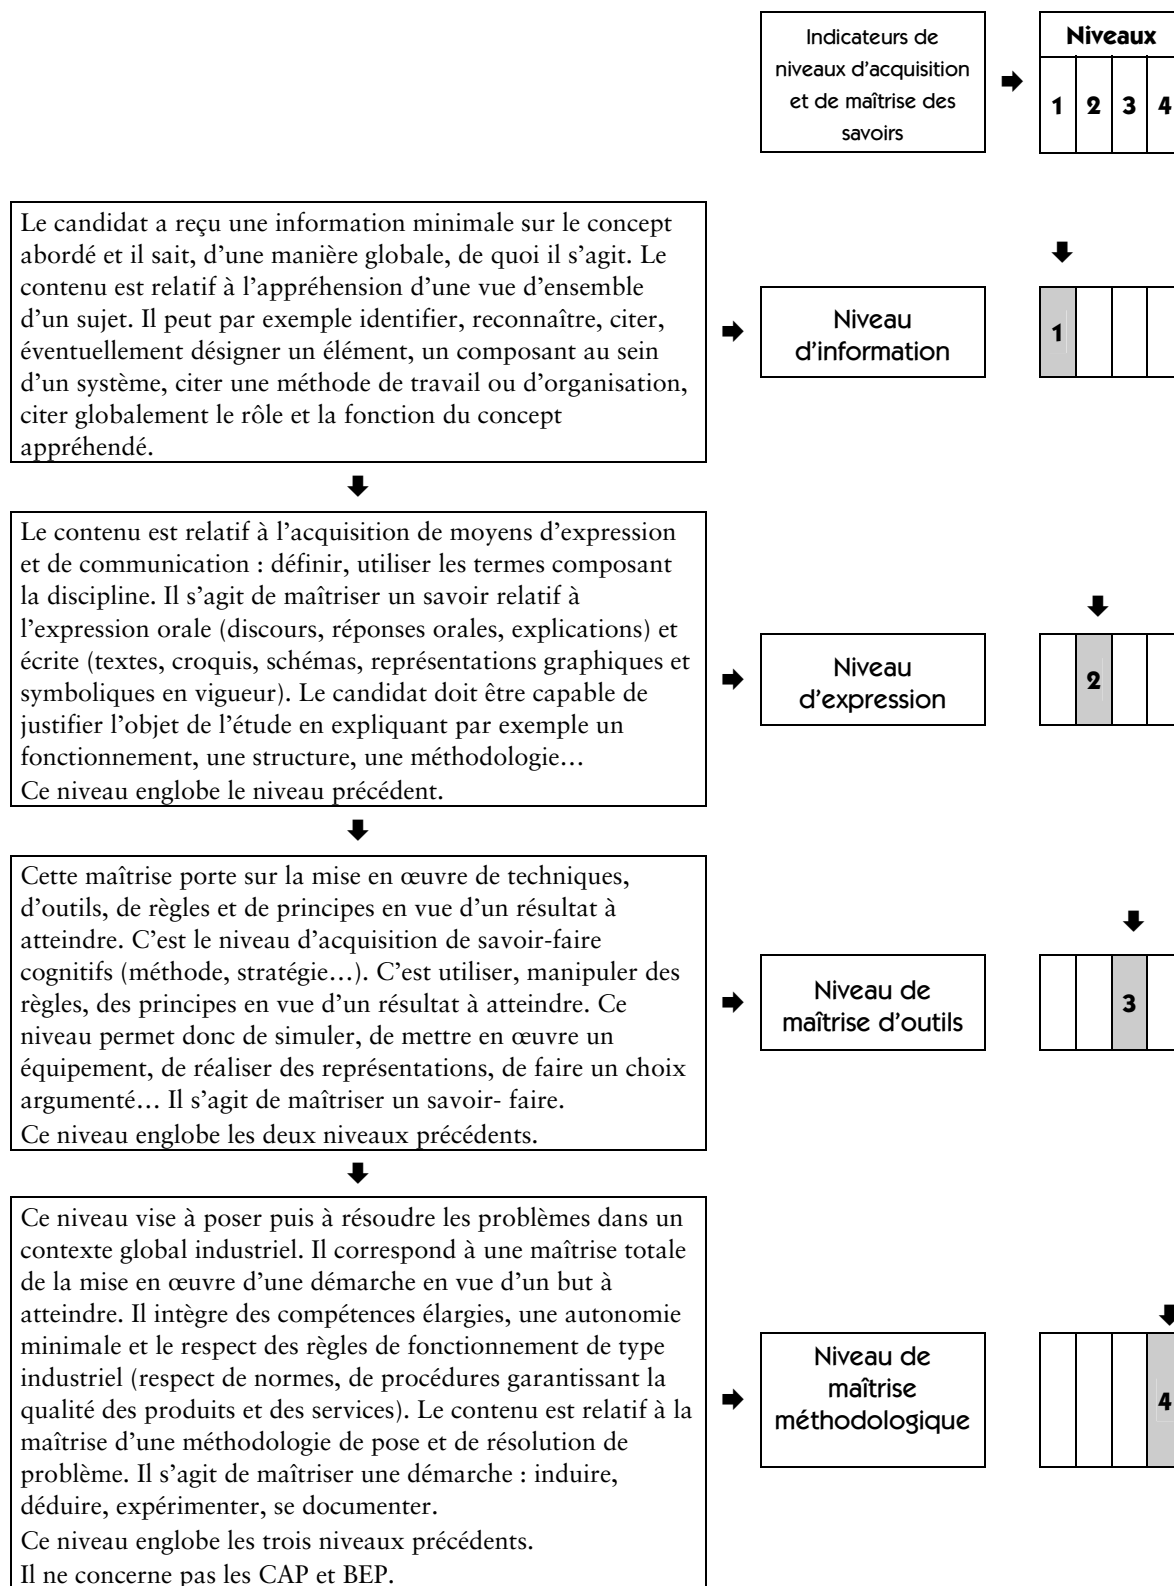 Indicateurs de
niveaux d'acquisition
et de maîtrise des
savoirs
Niveaux
1 2 3 4
Le candidat a reçu une information minimale sur le concept
abordé et il sait, d'une manière globale, de quoi il s'agit. Le
contenu est relatif à l'appréhension d'une vue d'ensemble
d'un sujet. Il peut par exemple identifier, reconnaître, citer,
éventuellement désigner un élément, un composant au sein
d'un système, citer une méthode de travail ou d'organisation,
citer globalement le rôle et la fonction du concept
appréhendé.
Niveau
d'information
1
Le contenu est relatif à l'acquisition de moyens d'expression
et de communication : définir, utiliser les termes composant
la discipline. Il s'agit de maîtriser un savoir relatif à
l'expression orale (discours, réponses orales, explications) et
écrite (textes, croquis, schémas, représentations graphiques et
symboliques en vigueur). Le candidat doit être capable de
justifier l'objet de l'étude en expliquant par exemple un
fonctionnement, une structure, une méthodologie…
Ce niveau englobe le niveau précédent.
Niveau
d'expression
2
Cette maîtrise porte sur la mise en œuvre de techniques,
d'outils, de règles et de principes en vue d'un résultat à
atteindre. C'est le niveau d'acquisition de savoir-faire
cognitifs (méthode, stratégie…). C'est utiliser, manipuler des
règles, des principes en vue d'un résultat à atteindre. Ce
niveau permet donc de simuler, de mettre en œuvre un
équipement, de réaliser des représentations, de faire un choix
argumenté… Il s'agit de maîtriser un savoir- faire.
Ce niveau englobe les deux niveaux précédents.
Niveau de
maîtrise d'outils
3
Ce niveau vise à poser puis à résoudre les problèmes dans un
contexte global industriel. Il correspond à une maîtrise totale
de la mise en œuvre d'une démarche en vue d'un but à
atteindre. Il intègre des compétences élargies, une autonomie
minimale et le respect des règles de fonctionnement de type
industriel (respect de normes, de procédures garantissant la
qualité des produits et des services). Le contenu est relatif à la
maîtrise d'une méthodologie de pose et de résolution de
problème. Il s'agit de maîtriser une démarche : induire,
déduire, expérimenter, se documenter.
Ce niveau englobe les trois niveaux précédents.
Il ne concerne pas les CAP et BEP.
Niveau de
maîtrise
méthodologique
4